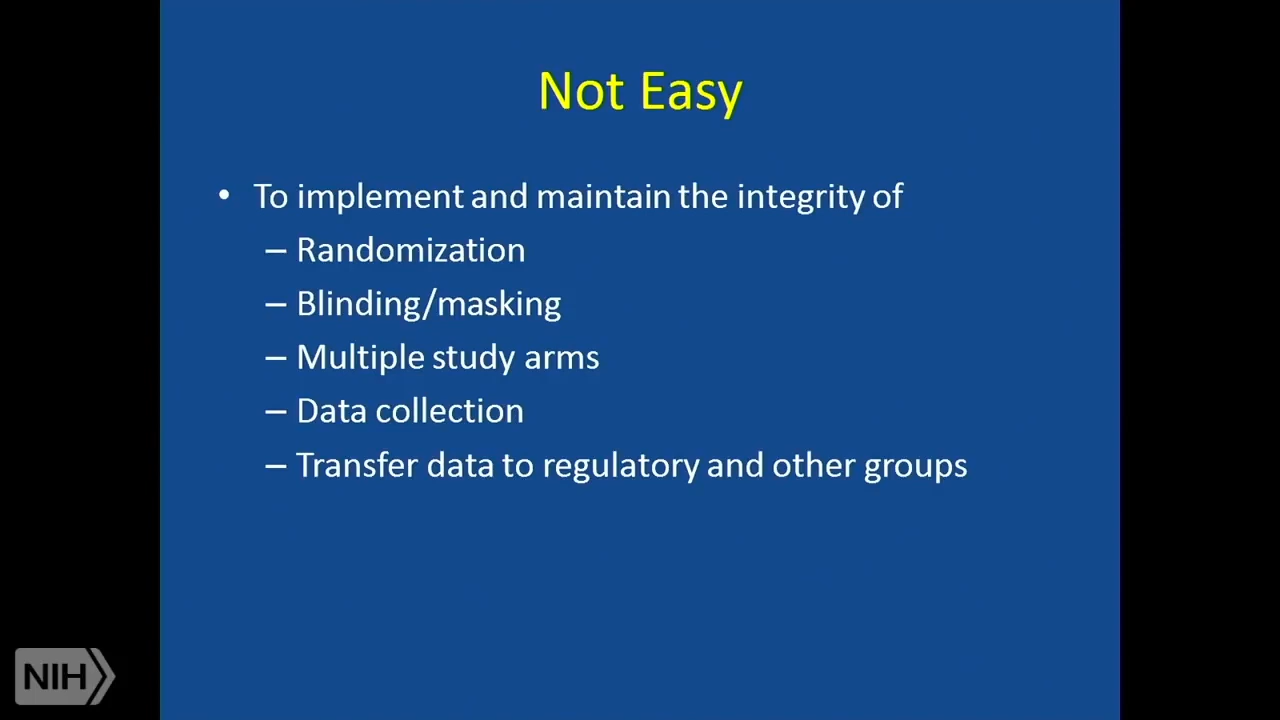 Not Easy
• To implement and maintain the integrity of
– Randomization
– Blinding/masking
– Multiple study arms
– Data collection
– Transfer data to regulatory and other groups
NIH